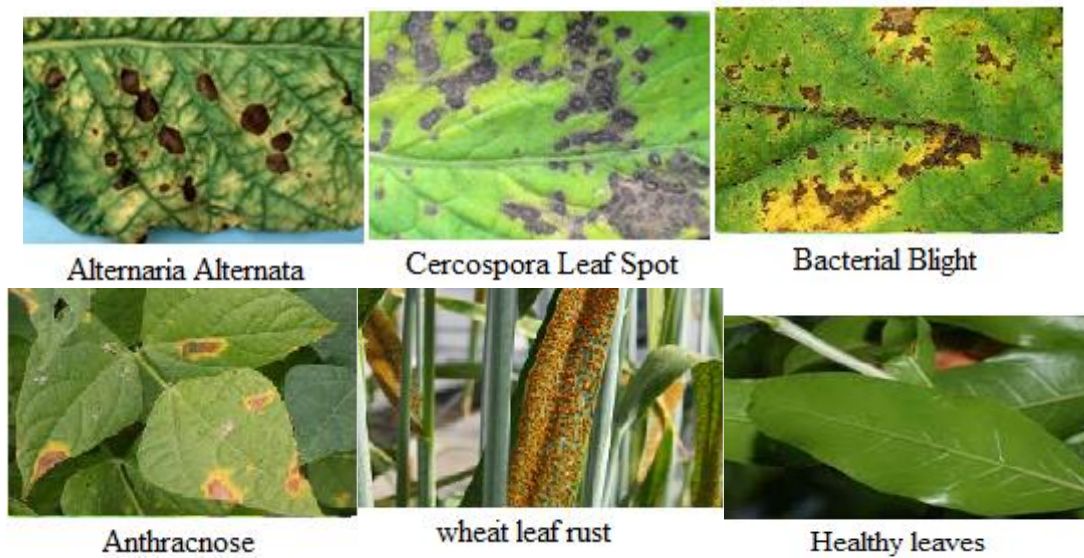 Alternaria Alternata
Cercospora Leaf Spot
Bacterial Blight
Anthracnose
wheat leaf rust
Healthy leaves